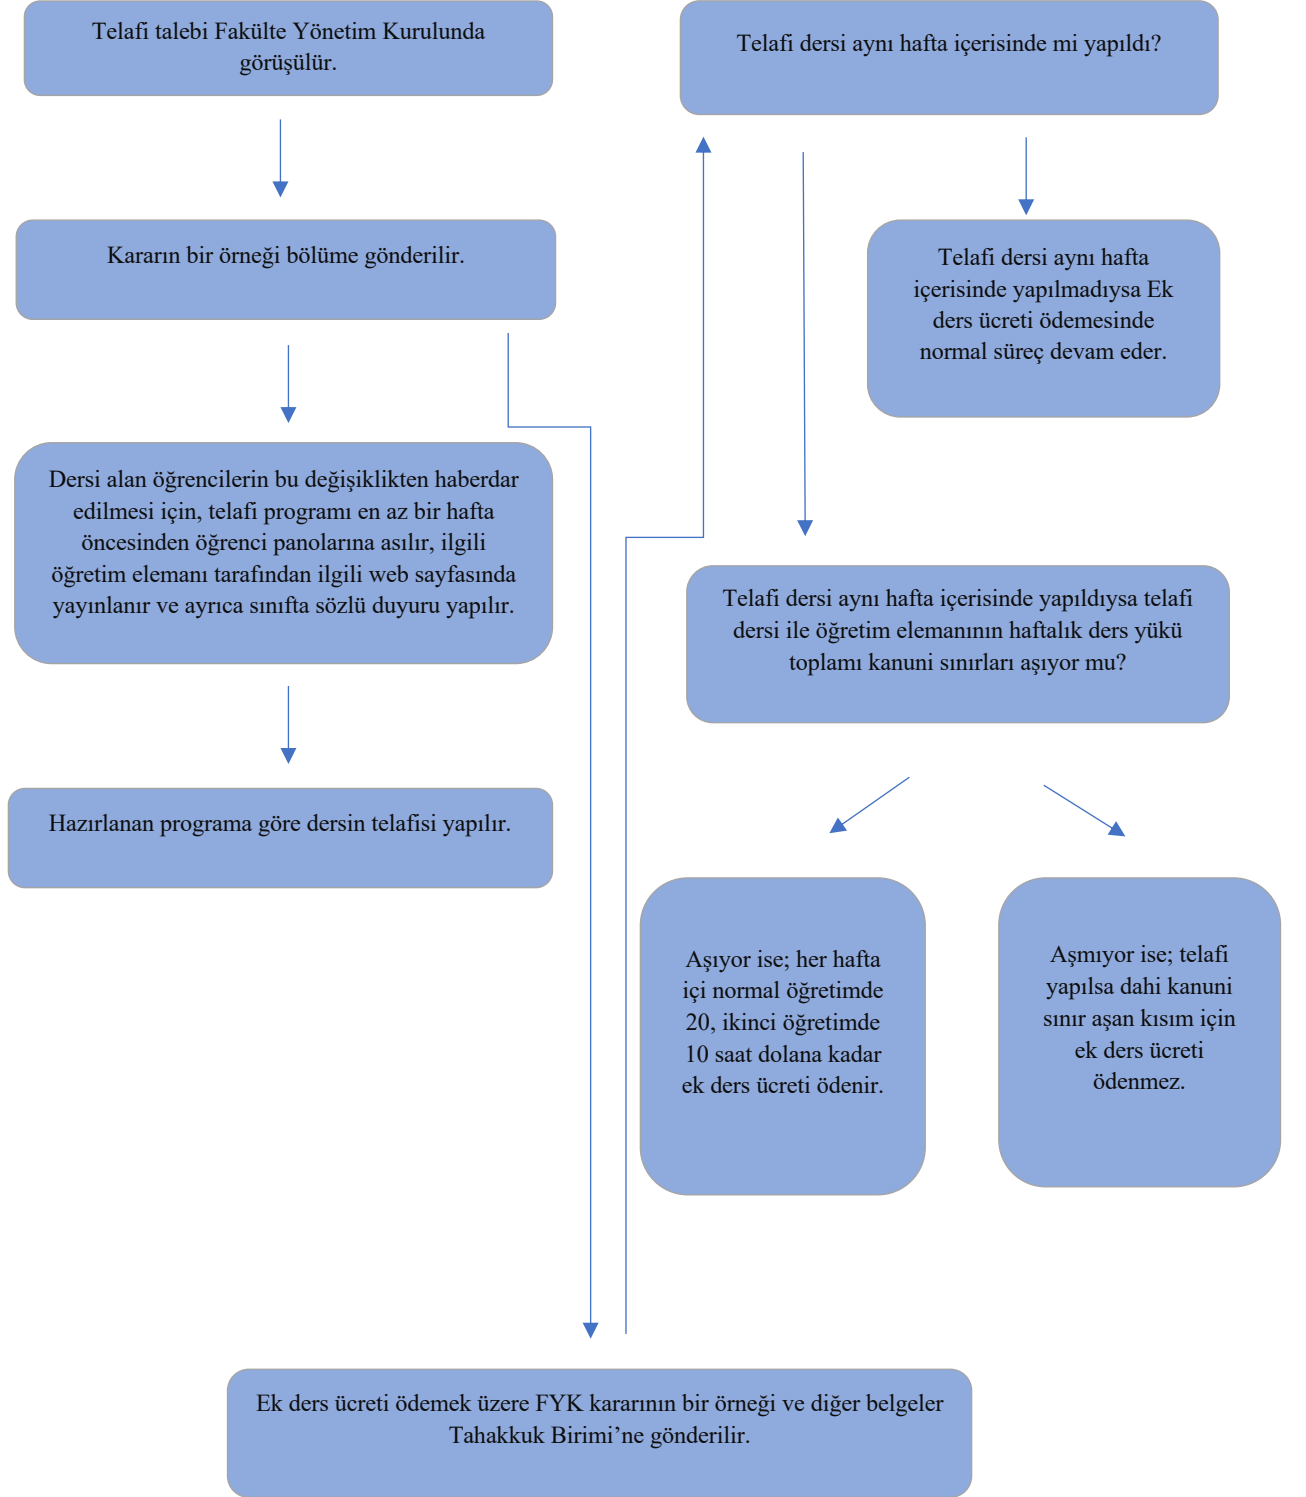 Telafi talebi Fakülte Yönetim Kurulunda
görüşülür.
Kararın bir örneği bölüme gönderilir.
Dersi alan öğrencilerin bu değişiklikten haberdar
edilmesi için, telafi programı en az bir hafta
öncesinden öğrenci panolarına asılır, ilgili
öğretim elemanı tarafından ilgili web sayfasında
yayınlanır ve ayrıca sınıfta sözlü duyuru yapılır.
Hazırlanan programa göre dersin telafisi yapılır.
Ek ders ücreti ödemek üzere FYK kararının bir örneği ve diğer belgeler
Tahakkuk Birimi’ne gönderilir.
Telafi dersi aynı hafta içerisinde mi yapıldı?
Telafi dersi aynı hafta
içerisinde yapılmadıysa Ek
ders ücreti ödemesinde
normal süreç devam eder.
Telafi dersi aynı hafta içerisinde yapıldıysa telafi
dersi ile öğretim elemanının haftalık ders yükü
toplamı kanuni sınırları aşıyor mu?
Aşıyor ise; her hafta
içi normal öğretimde
20, ikinci öğretimde
10 saat dolana kadar
ek ders ücreti ödenir.
Aşmıyor ise; telafi
yapılsa dahi kanuni
sınır aşan kısım için
ek ders ücreti
ödenmez.